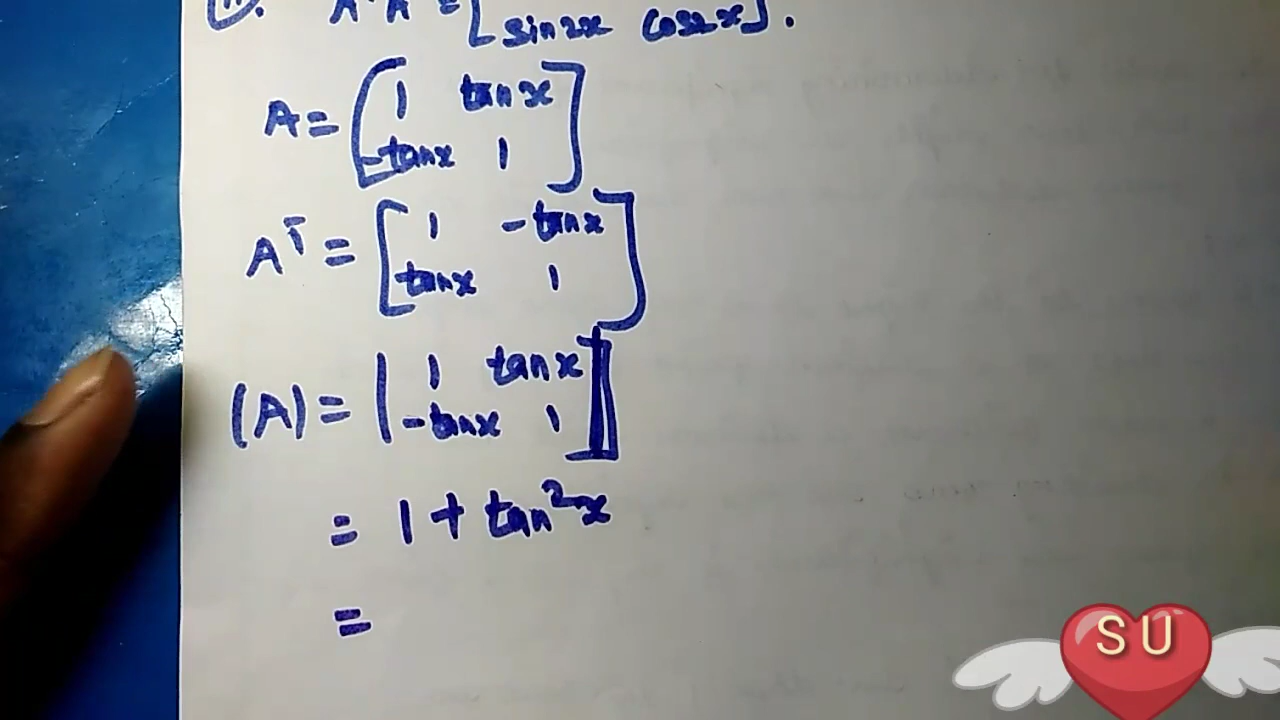 sin2x cos2x].
A = [1 tanx
-tanx 1]
Aᵀ = [1 -tanx
tanx 1]
(A) = |1 tanx
-tanx 1|
= 1 + tan²x
=
SU